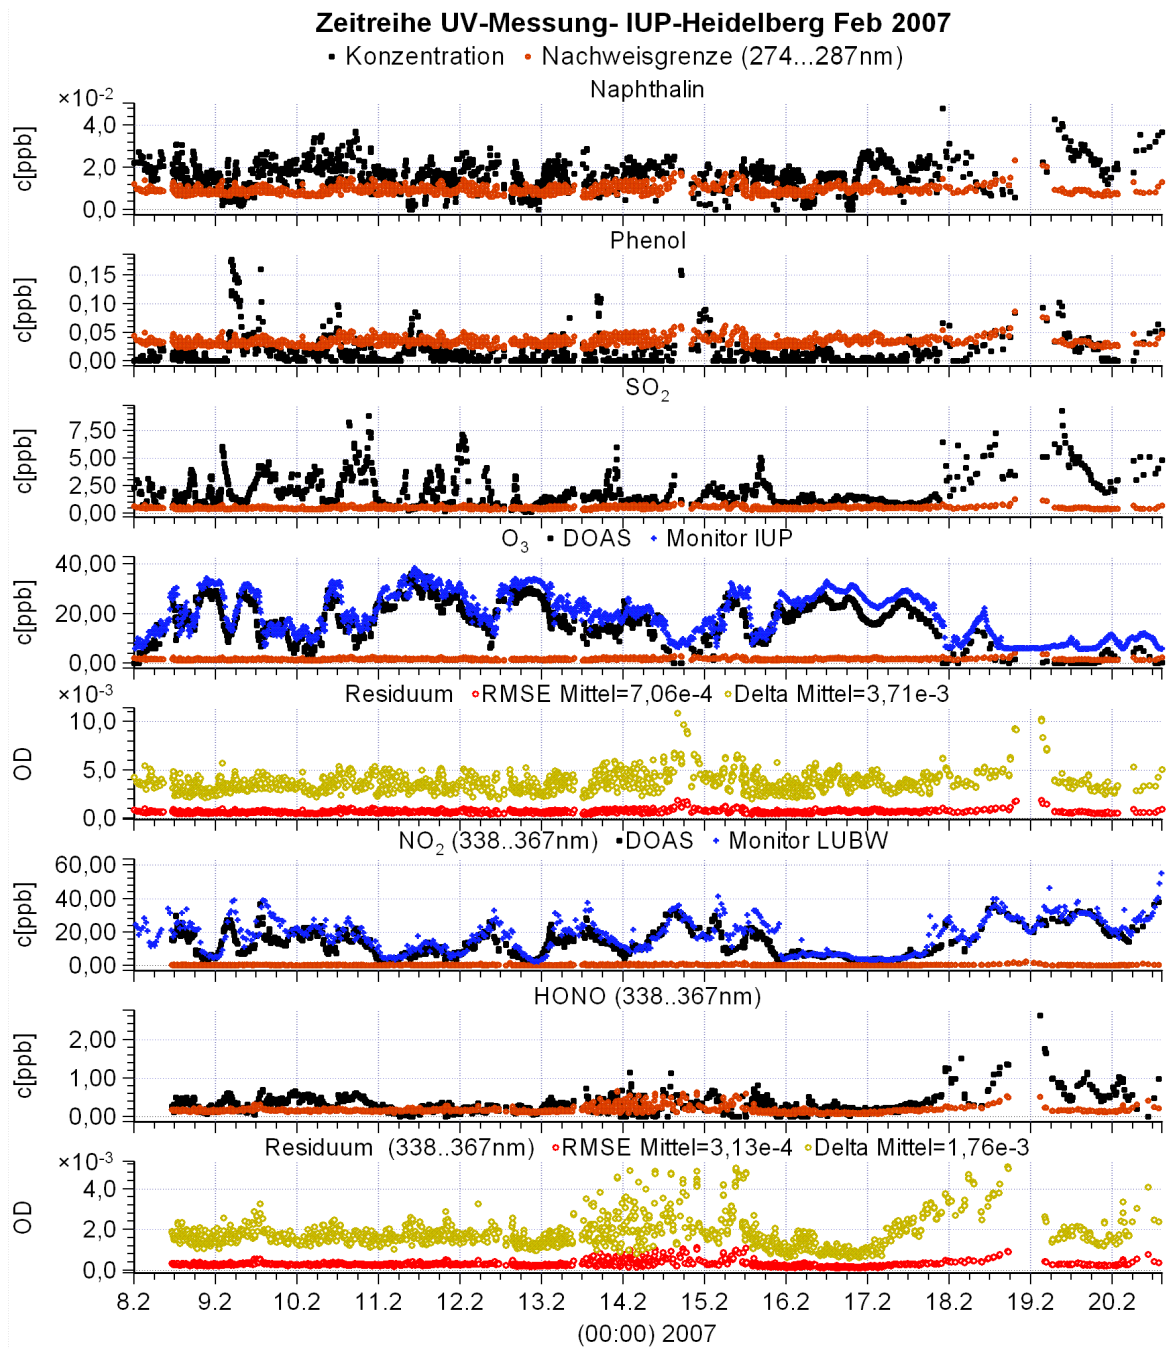 Zeitreihe UV-Messung- IUP-Heidelberg Feb 2007
Konzentration Nachweisgrenze (274...287nm)
Naphthalin
×10⁻²
c[ppb]
4,0
2,0
0,0
Phenol
c[ppb]
0,15
0,10
0,05
0,00
SO₂
c[ppb]
7,50
5,00
2,50
0,00
O₃ DOAS Monitor IUP
c[ppb]
40,00
20,00
0,00
×10⁻³ Residuum RMSE Mittel=7,06e-4 Delta Mittel=3,71e-3
OD
10,0
5,0
0,0
NO₂ (338..367nm) DOAS Monitor LUBW
c[ppb]
60,00
40,00
20,00
0,00
HONO (338..367nm)
c[ppb]
2,00
1,00
0,00
Residuum (338..367nm) RMSE Mittel=3,13e-4 Delta Mittel=1,76e-3
×10⁻³
OD
4,0
2,0
0,0
8.2 9.2 10.2 11.2 12.2 13.2 14.2 15.2 16.2 17.2 18.2 19.2 20.2
(00:00) 2007